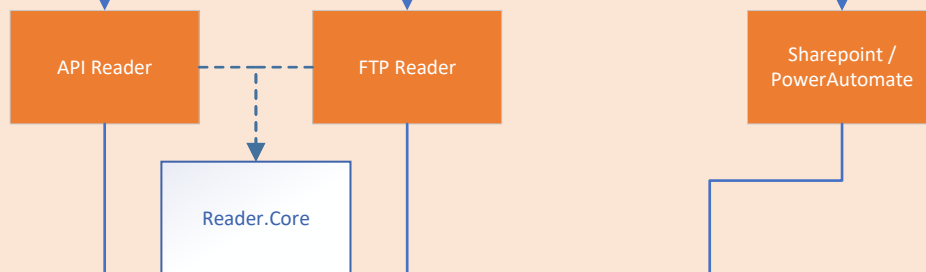 API Reader
FTP Reader
Sharepoint /
PowerAutomate
Reader.Core